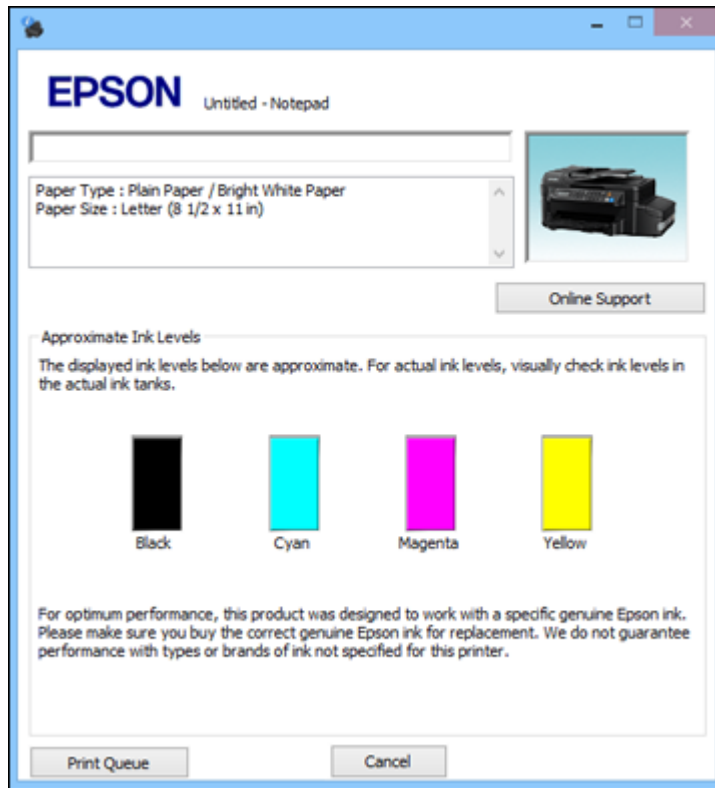 EPSON Untitled - Notepad
Paper Type : Plain Paper / Bright White Paper
Paper Size : Letter (8 1/2 x 11 in)
Online Support
Approximate Ink Levels
The displayed ink levels below are approximate. For actual ink levels, visually check ink levels in
the actual ink tanks.
Black Cyan Magenta Yellow
For optimum performance, this product was designed to work with a specific genuine Epson ink.
Please make sure you buy the correct genuine Epson ink for replacement. We do not guarantee
performance with types or brands of ink not specified for this printer.
Print Queue Cancel